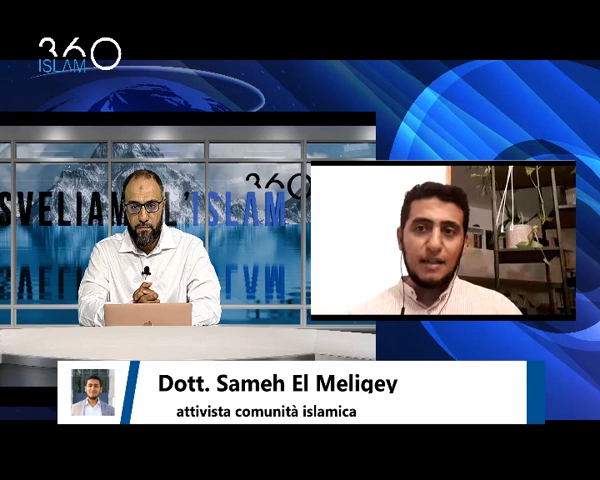 360
ISLAM
360
SVELIAMO L'ISLAM
Dott. Sameh El Meligey
attivista comunità islamica